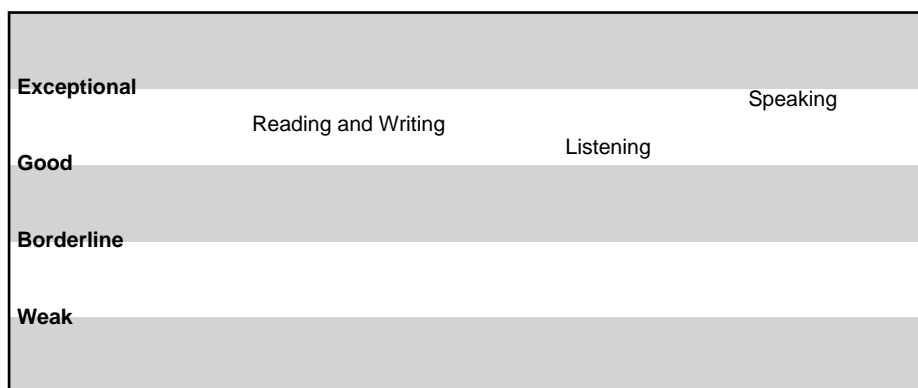 Exceptional
Speaking
Reading and Writing
Listening
Good
Borderline
Weak